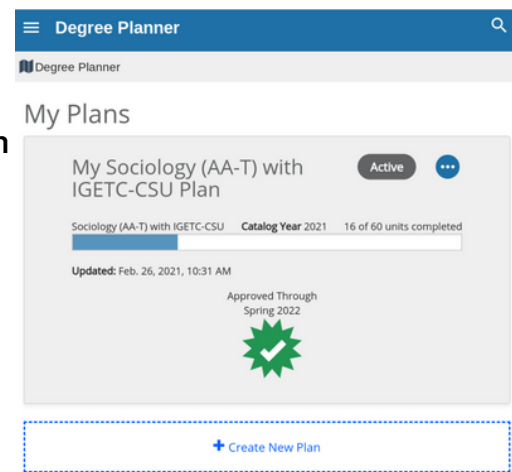 Degree Planner
Degree Planner
My Plans
My Sociology (AA-T) with
IGETC-CSU Plan
Active
Sociology (AA-T) with IGETC-CSU Catalog Year 2021 16 of 60 units completed
Updated: Feb. 26, 2021, 10:31 AM
Approved Through
Spring 2022
+ Create New Plan